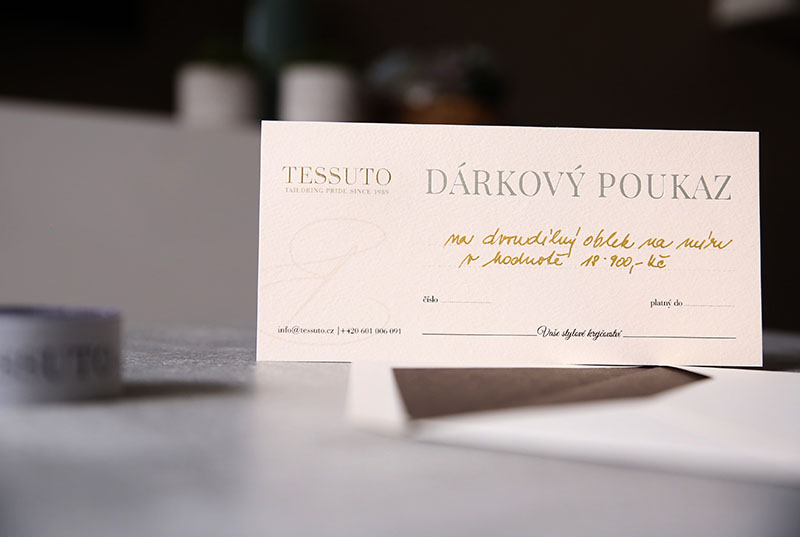 TESSUTO
TAILORING PRIDE SINCE 1989
DÁRKOVÝ POUKAZ
na dvoudílný oblek na míru
v hodnotě 18.900,-Kč
číslo
platný do
info@tessuto.cz | +420 601 006 091
Vaše stylové krejčovství
SSUTO